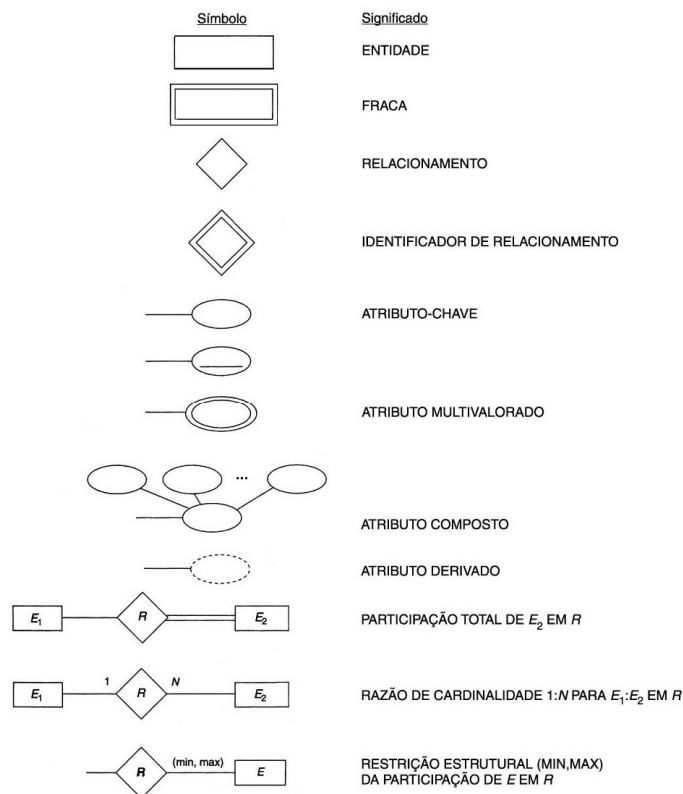 Símbolo Significado
ENTIDADE
FRACA
RELACIONAMENTO
IDENTIFICADOR DE RELACIONAMENTO
ATRIBUTO-CHAVE
ATRIBUTO MULTIVALORADO
...
ATRIBUTO COMPOSTO
ATRIBUTO DERIVADO
E₁ R E₂ PARTICIPAÇÃO TOTAL DE E₂ EM R
E₁ 1 R N E₂ RAZÃO DE CARDINALIDADE 1:N PARA E₁:E₂ EM R
R (min, max) E RESTRIÇÃO ESTRUTURAL (MIN,MAX)
DA PARTICIPAÇÃO DE E EM R